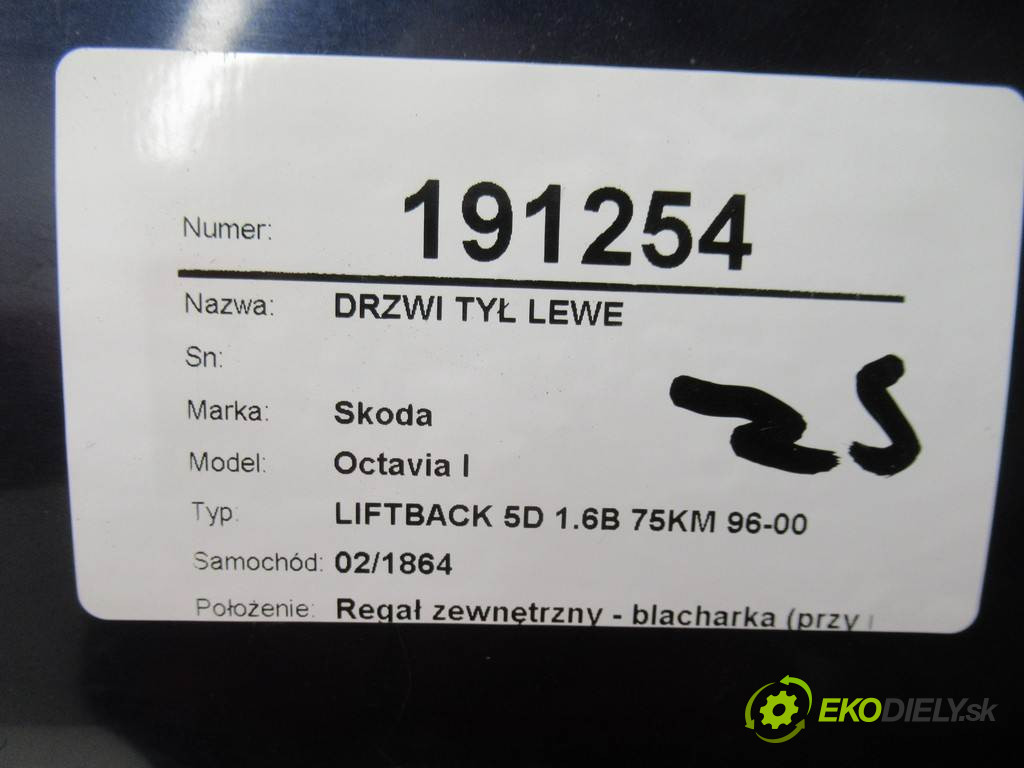 Numer: 191254
Nazwa: DRZWI TYŁ LEWE
Sn:
Marka: Skoda
Model: Octavia I
Typ: LIFTBACK 5D 1.6B 75KM 96-00
Samochód: 02/1864
Położenie: Regał zewnętrzny - blacharka (przy
EKODIELY.sk